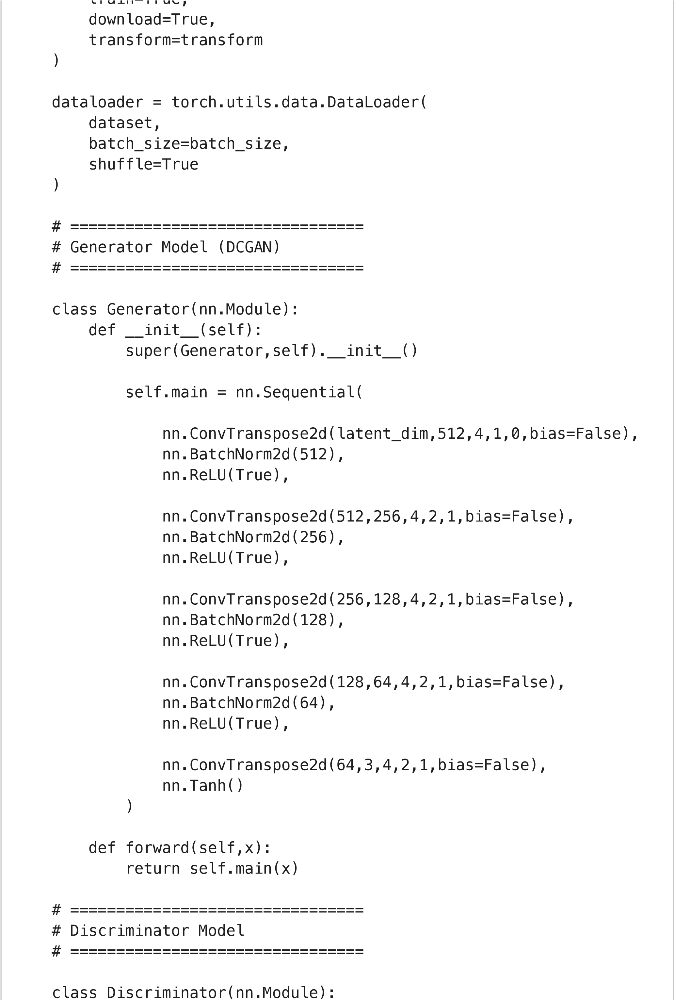 train=True,
download=True,
transform=transform
)
dataloader = torch.utils.data.DataLoader(
dataset,
batch_size=batch_size,
shuffle=True
)
# ================================
# Generator Model (DCGAN)
# ================================
class Generator(nn.Module):
def __init__(self):
super(Generator,self).__init__()
self.main = nn.Sequential(
nn.ConvTranspose2d(latent_dim,512,4,1,0,bias=False),
nn.BatchNorm2d(512),
nn.ReLU(True),
nn.ConvTranspose2d(512,256,4,2,1,bias=False),
nn.BatchNorm2d(256),
nn.ReLU(True),
nn.ConvTranspose2d(256,128,4,2,1,bias=False),
nn.BatchNorm2d(128),
nn.ReLU(True),
nn.ConvTranspose2d(128,64,4,2,1,bias=False),
nn.BatchNorm2d(64),
nn.ReLU(True),
nn.ConvTranspose2d(64,3,4,2,1,bias=False),
nn.Tanh()
)
def forward(self,x):
return self.main(x)
# ================================
# Discriminator Model
# ================================
class Discriminator(nn.Module):